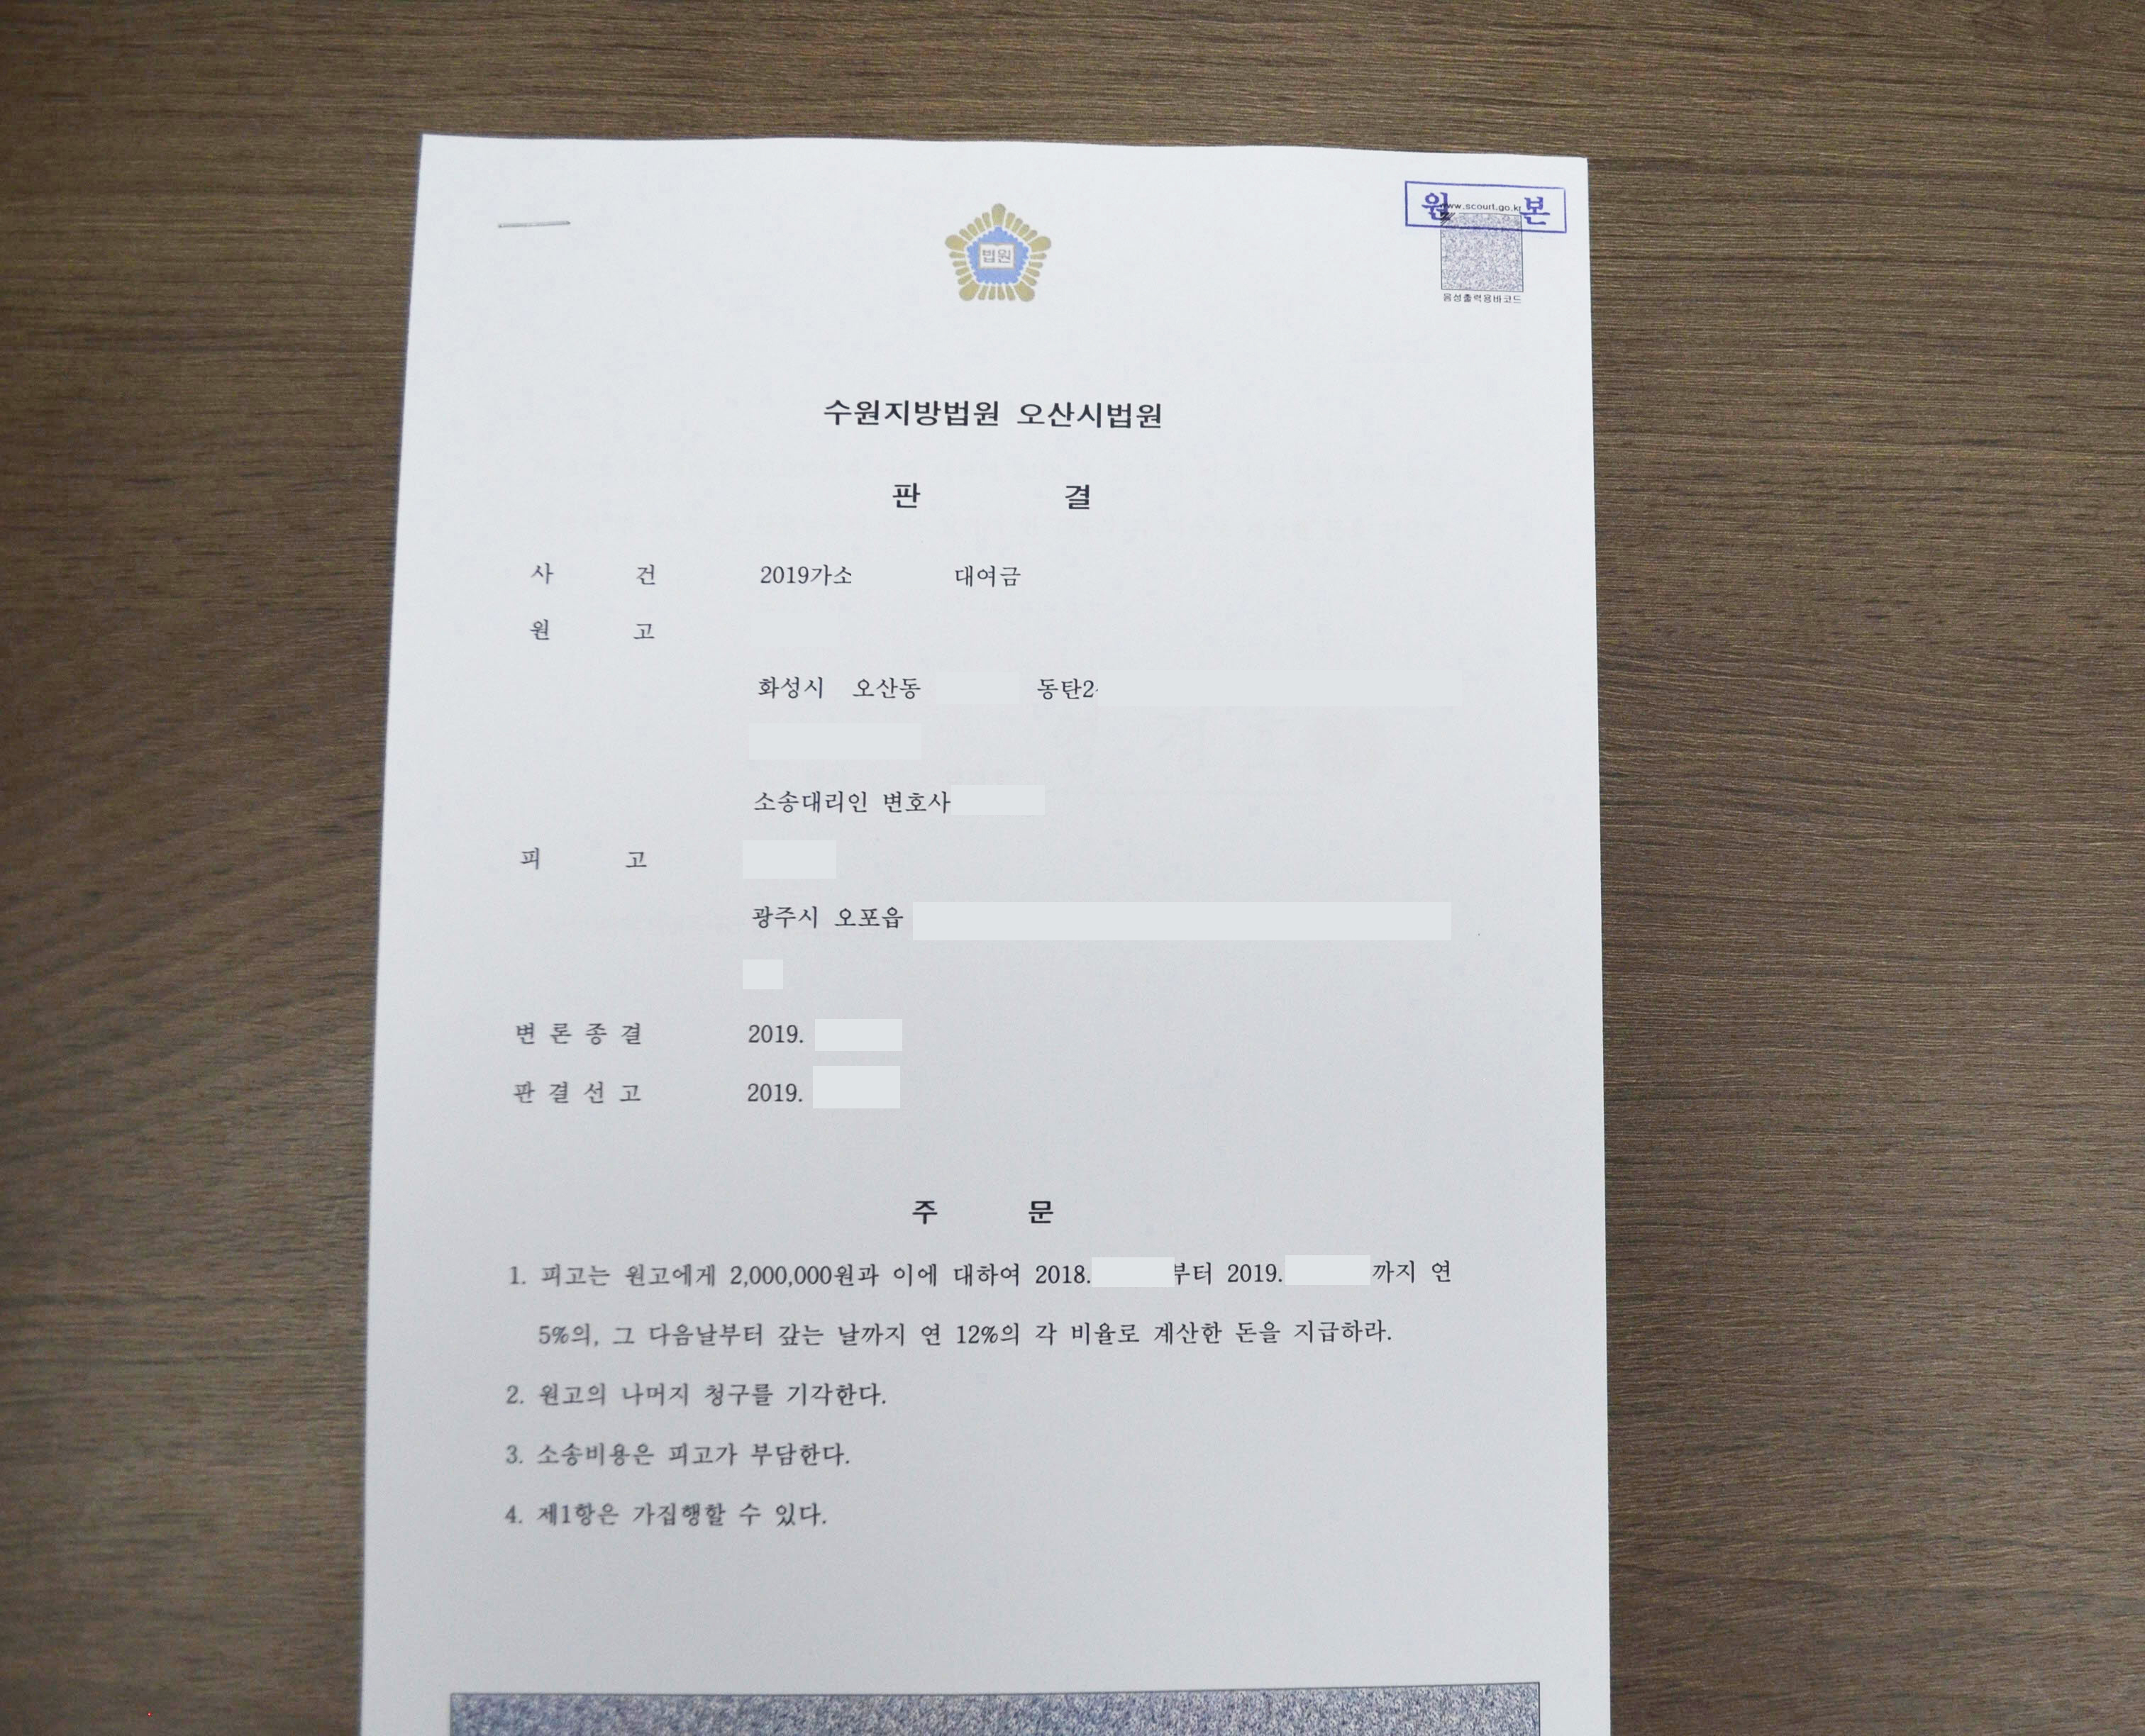 원본
www.scourt.go.kr
법원
음성출력용바코드
수원지방법원 오산시법원
판 결
사 건 2019가소 대여금
원 고
화성시 오산동 동탄2
소송대리인 변호사
피 고
광주시 오포읍
변 론 종 결 2019.
판 결 선 고 2019.
주 문
1. 피고는 원고에게 2,000,000원과 이에 대하여 2018. 부터 2019. 까지 연
5%의, 그 다음날부터 갚는 날까지 연 12%의 각 비율로 계산한 돈을 지급하라.
2. 원고의 나머지 청구를 기각한다.
3. 소송비용은 피고가 부담한다.
4. 제1항은 가집행할 수 있다.